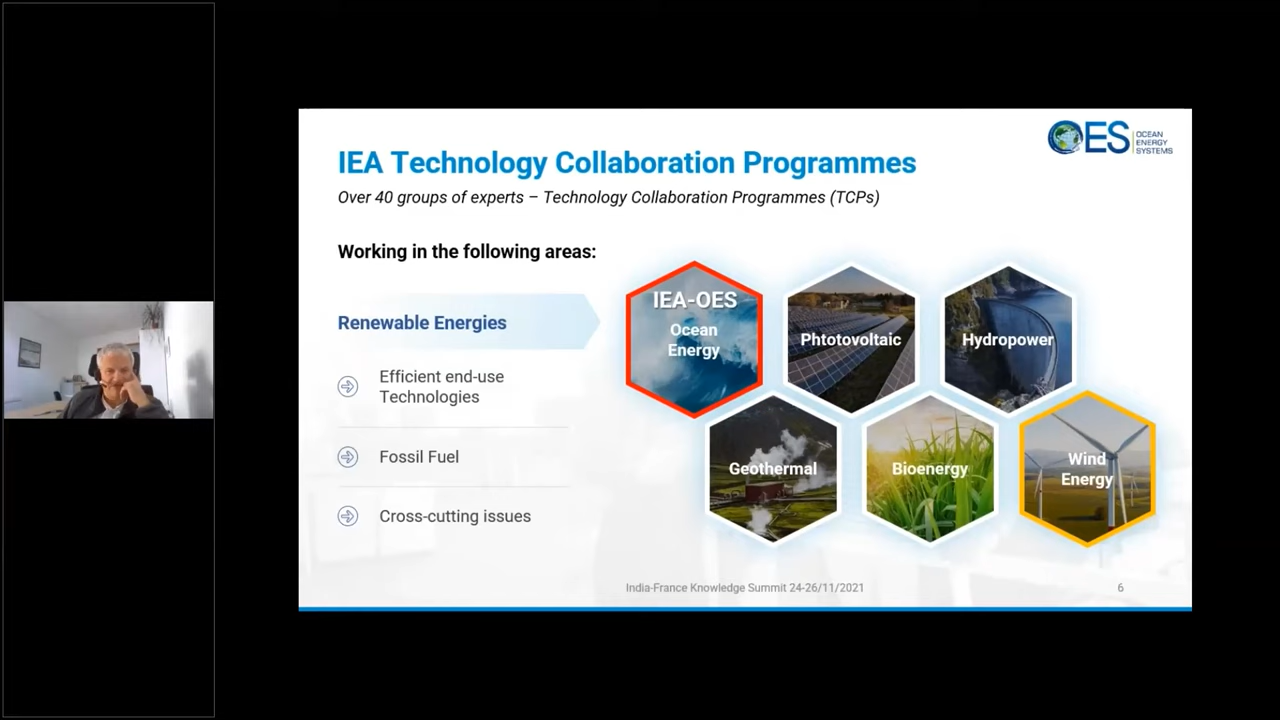 OES
OCEAN
ENERGY
SYSTEMS
IEA Technology Collaboration Programmes
Over 40 groups of experts – Technology Collaboration Programmes (TCPs)
Working in the following areas:
Renewable Energies
Efficient end-use
Technologies
Fossil Fuel
Cross-cutting issues
IEA-OES
Ocean
Energy
Phtotovoltaic
Hydropower
Geothermal
Bioenergy
Wind
Energy
India-France Knowledge Summit 24-26/11/2021
6